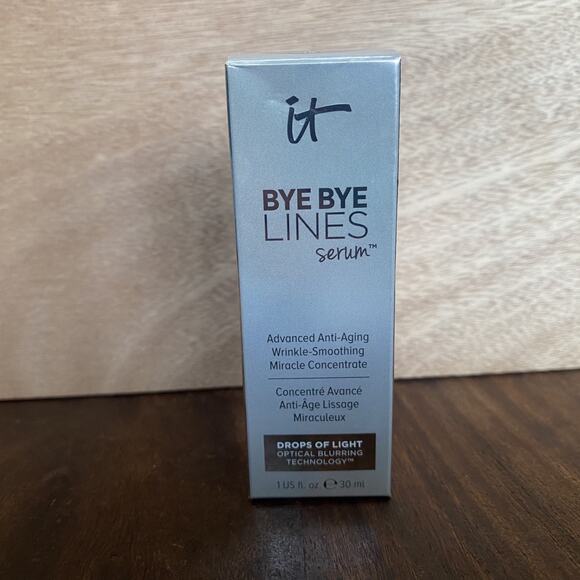 it
BYE BYE
LINES
serum™
Advanced Anti-Aging
Wrinkle-Smoothing
Miracle Concentrate
Concentré Avancé
Anti-Âge Lissage
Miraculeux
DROPS OF LIGHT
OPTICAL BLURRING
TECHNOLOGY™
1 US fl. oz. ℮ 30 ml